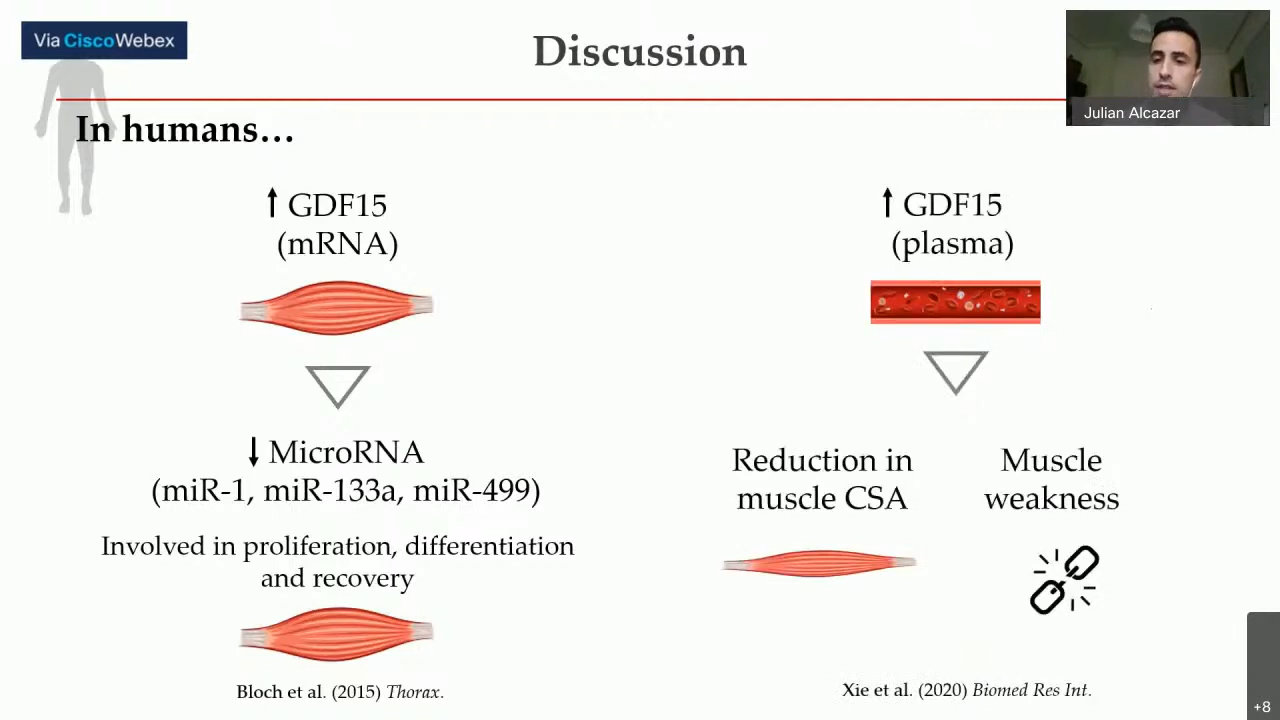 Via CiscoWebex
Discussion
Julian Alcazar
In humans…
↑ GDF15
(mRNA)
↓ MicroRNA
(miR-1, miR-133a, miR-499)
Involved in proliferation, differentiation
and recovery
Bloch et al. (2015) Thorax.
↑ GDF15
(plasma)
Reduction in
muscle CSA
Muscle
weakness
Xie et al. (2020) Biomed Res Int.
+8